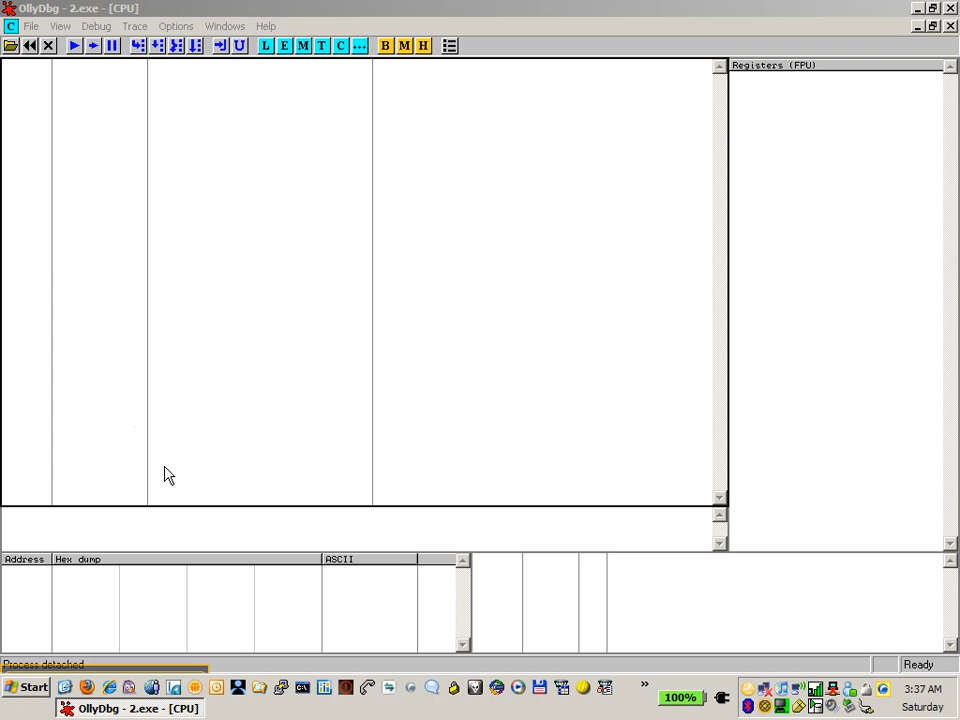 OllyDbg - 2.exe - [CPU]
C File View Debug Trace Options Windows Help
L E M T C ... B M H
Registers (FPU)
Address Hex dump ASCII
Process detached Ready
Start 100% 3:37 AM
OllyDbg - 2.exe - [CPU] Saturday